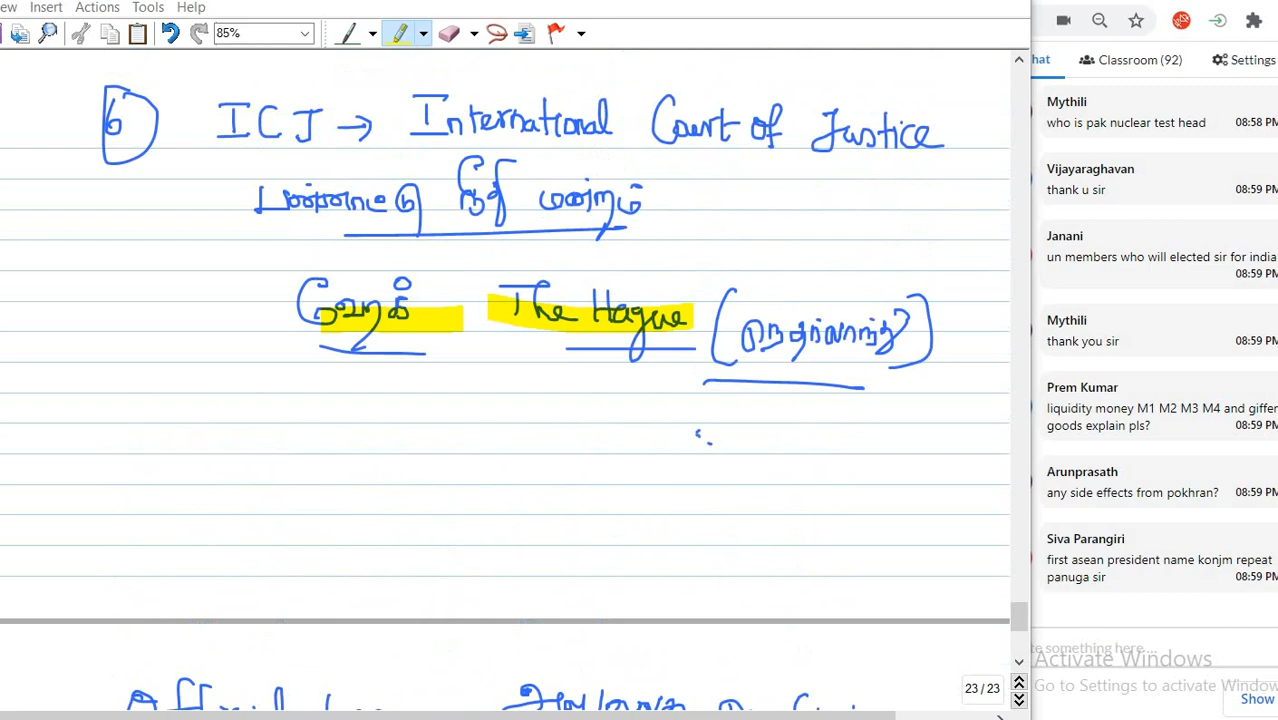 ew Insert Actions Tools Help
85%
6 ICJ → International Court of Justice
பன்னாட்டு நீதி மன்றம்
The Hague (நெதர்லாந்து)
23 / 23
hat Classroom (92) Settings
Mythili
who is pak nuclear test head 08:58 PM
Vijayaraghavan
thank u sir 08:59 PM
Janani
un members who will elected sir for india
08:59 PM
Mythili
thank you sir 08:59 PM
Prem Kumar
liquidity money M1 M2 M3 M4 and giffer
goods explain pls? 08:59 PM
Arunprasath
any side effects from pokhran? 08:59 PM
Siva Parangiri
first asean president name konjm repeat
panuga sir 08:59 PM
te something here....
Activate Windows
Go to Settings to activate Window
Show